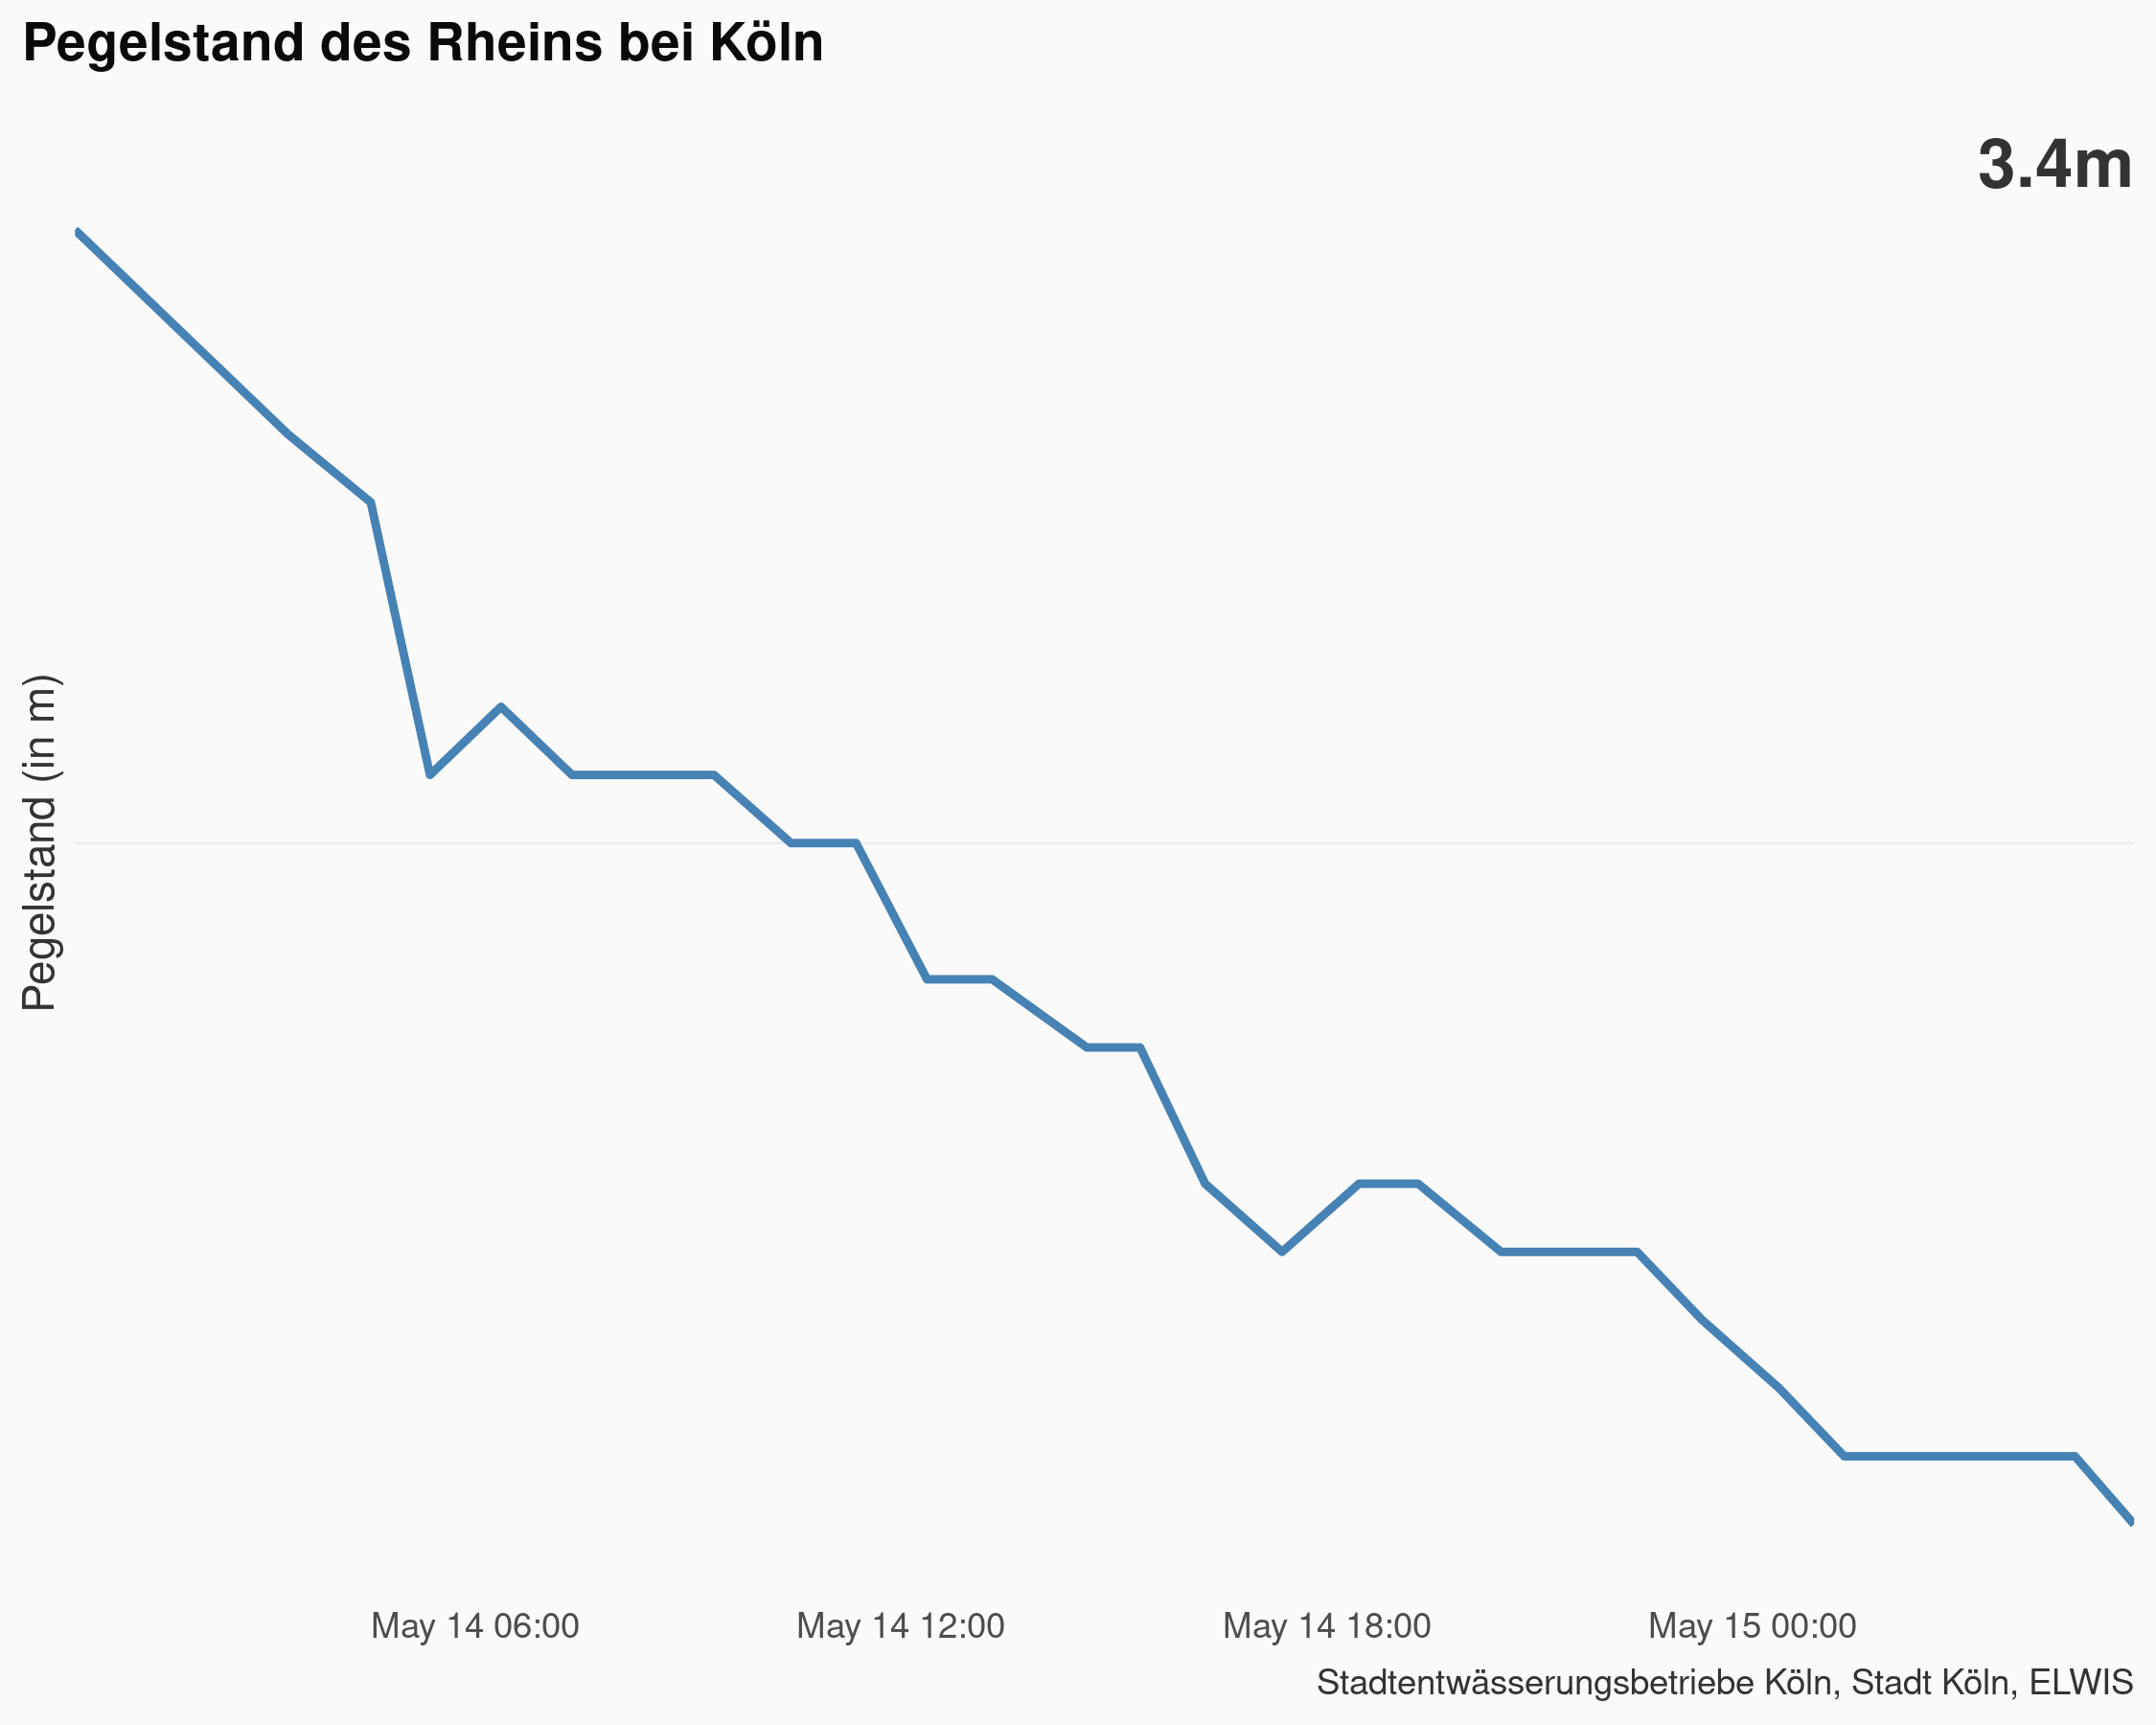 Pegelstand des Rheins bei Köln
3.4m
Pegelstand (in m)
May 14 06:00
May 14 12:00
May 14 18:00
May 15 00:00
Stadtentwässerungsbetriebe Köln, Stadt Köln, ELWIS